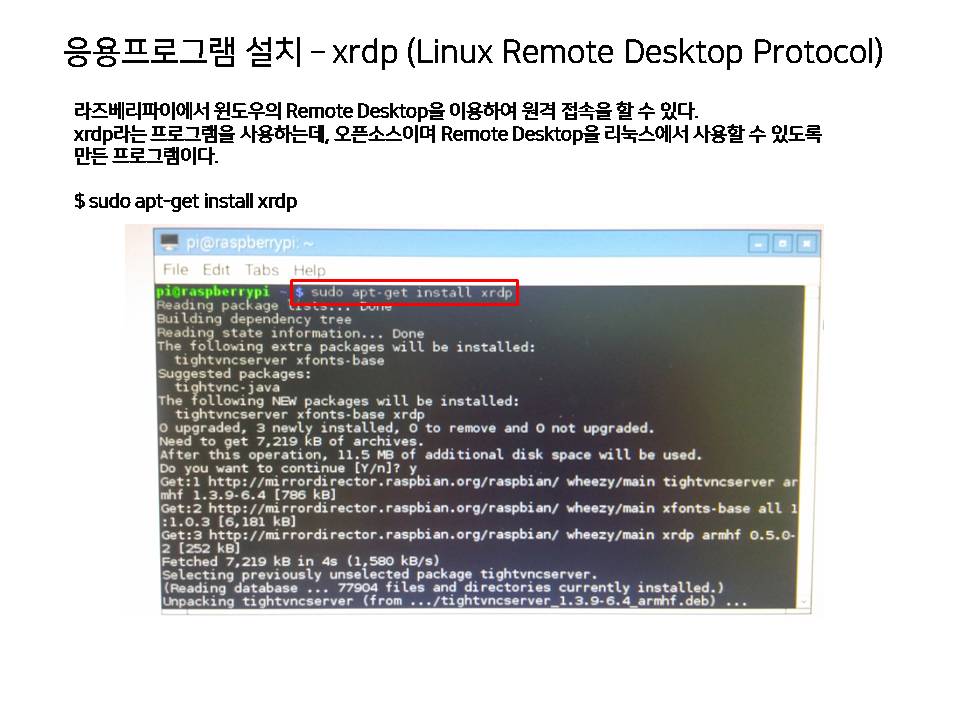 응용프로그램 설치 – xrdp (Linux Remote Desktop Protocol)
라즈베리파이에서 윈도우의 Remote Desktop을 이용하여 원격 접속을 할 수 있다.
xrdp라는 프로그램을 사용하는데, 오픈소스이며 Remote Desktop을 리눅스에서 사용할 수 있도록
만든 프로그램이다.
$ sudo apt-get install xrdp
pi@raspberrypi: ~
File Edit Tabs Help
pi@raspberrypi ~ $ sudo apt-get install xrdp
Reading package lists... Done
Building dependency tree
Reading state information... Done
The following extra packages will be installed:
tightvncserver xfonts-base
Suggested packages:
tightvnc-java
The following NEW packages will be installed:
tightvncserver xfonts-base xrdp
0 upgraded, 3 newly installed, 0 to remove and 0 not upgraded.
Need to get 7,219 kB of archives.
After this operation, 11.5 MB of additional disk space will be used.
Do you want to continue [Y/n]? y
Get:1 http://mirrordirector.raspbian.org/raspbian/ wheezy/main tightvncserver ar
mhf 1.3.9-6.4 [786 kB]
Get:2 http://mirrordirector.raspbian.org/raspbian/ wheezy/main xfonts-base all 1
:1.0.3 [6,181 kB]
Get:3 http://mirrordirector.raspbian.org/raspbian/ wheezy/main xrdp armhf 0.5.0-
2 [252 kB]
Fetched 7,219 kB in 4s (1,580 kB/s)
Selecting previously unselected package tightvncserver.
(Reading database ... 77904 files and directories currently installed.)
Unpacking tightvncserver (from .../tightvncserver_1.3.9-6.4_armhf.deb) ...